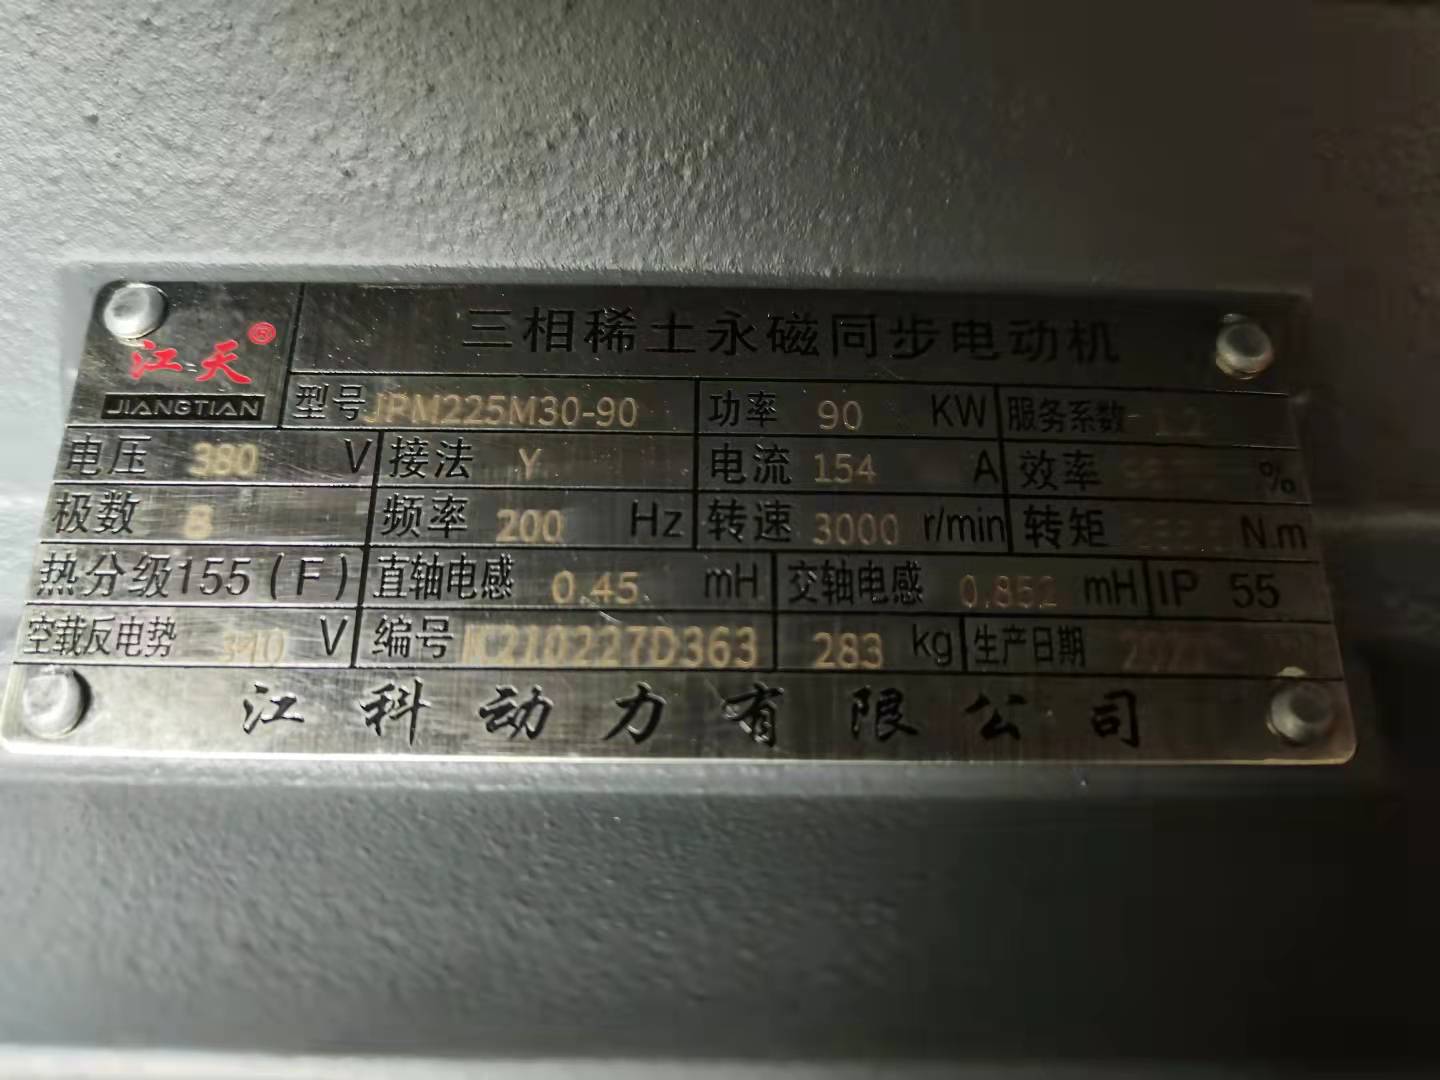 江天®
JIANGTIAN
三相稀土永磁同步电动机
型号 JPM225M30-90 功率 90 KW 服务系数 1.2
电压 380 V 接法 Y 电流 154 A 效率 %
极数 8 频率 200 Hz 转速 3000 r/min 转矩 N.m
热分级155(F) 直轴电感 0.45 mH 交轴电感 0.852 mH IP 55
空载反电势 V 编号 210227D363 283 kg 生产日期
江科动力有限公司